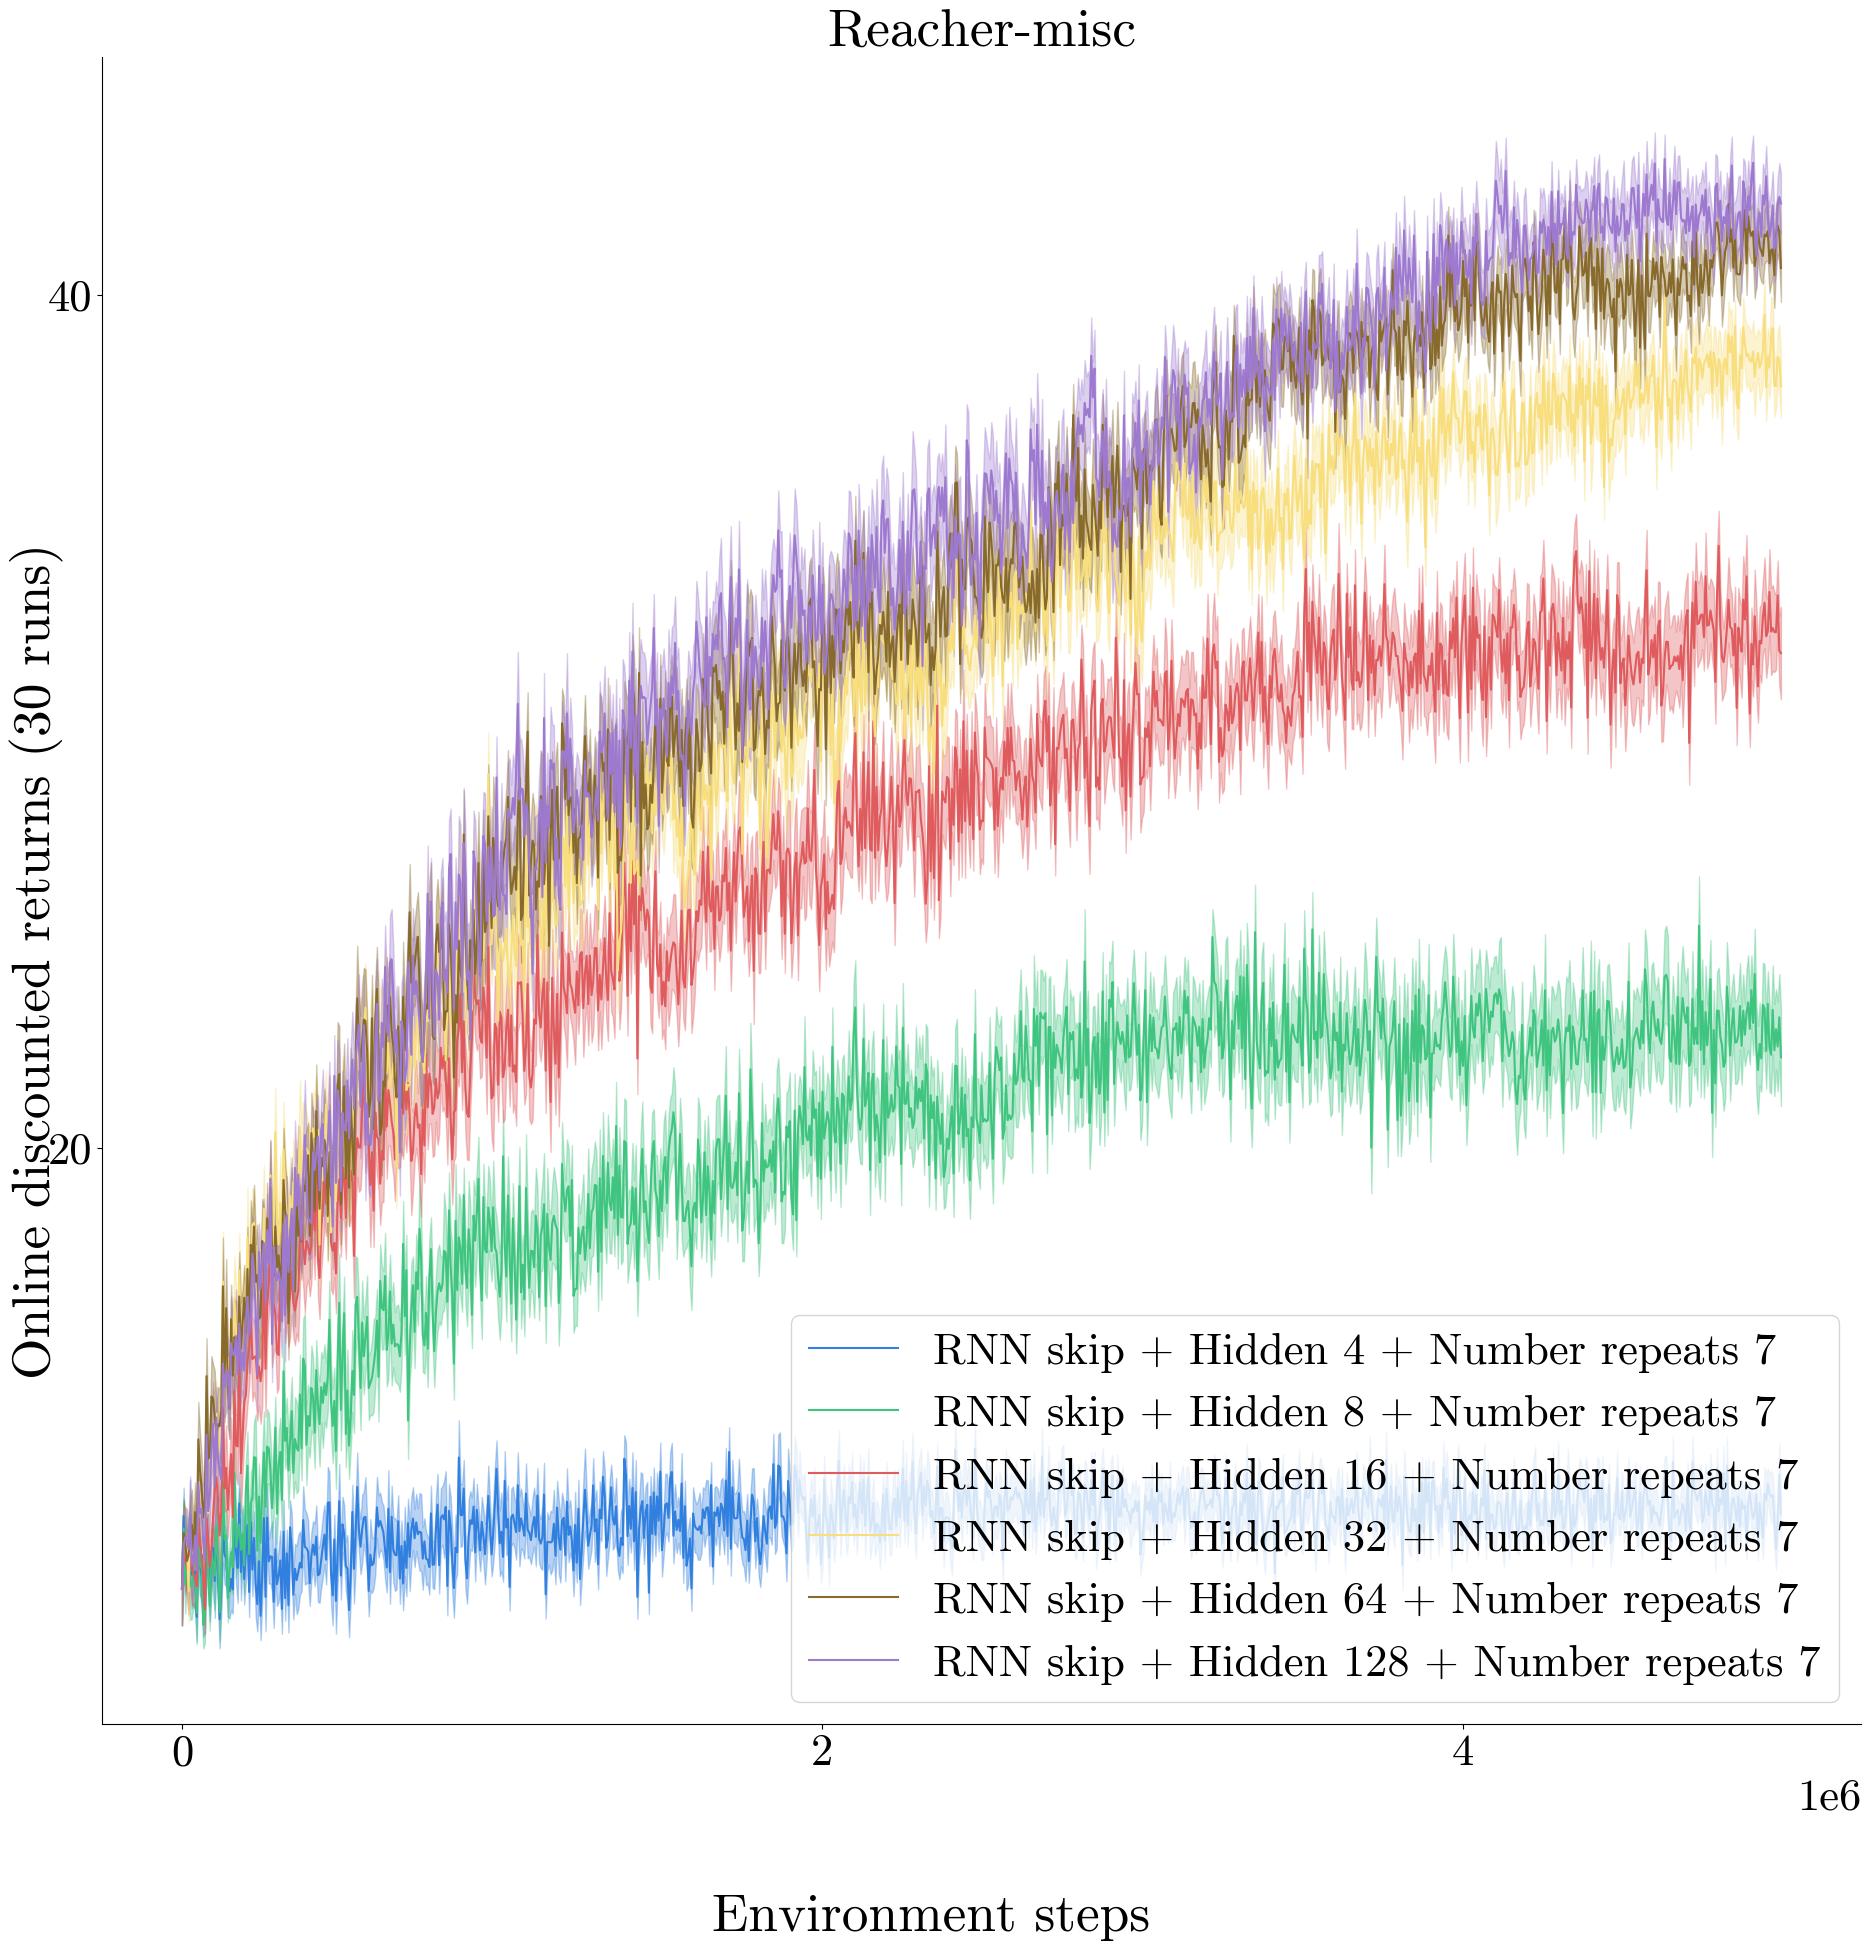 Reacher-misc
Online discounted returns (30 runs)
40
20
RNN skip + Hidden 4 + Number repeats 7
RNN skip + Hidden 8 + Number repeats 7
RNN skip + Hidden 16 + Number repeats 7
RNN skip + Hidden 32 + Number repeats 7
RNN skip + Hidden 64 + Number repeats 7
RNN skip + Hidden 128 + Number repeats 7
0 2 4
1e6
Environment steps